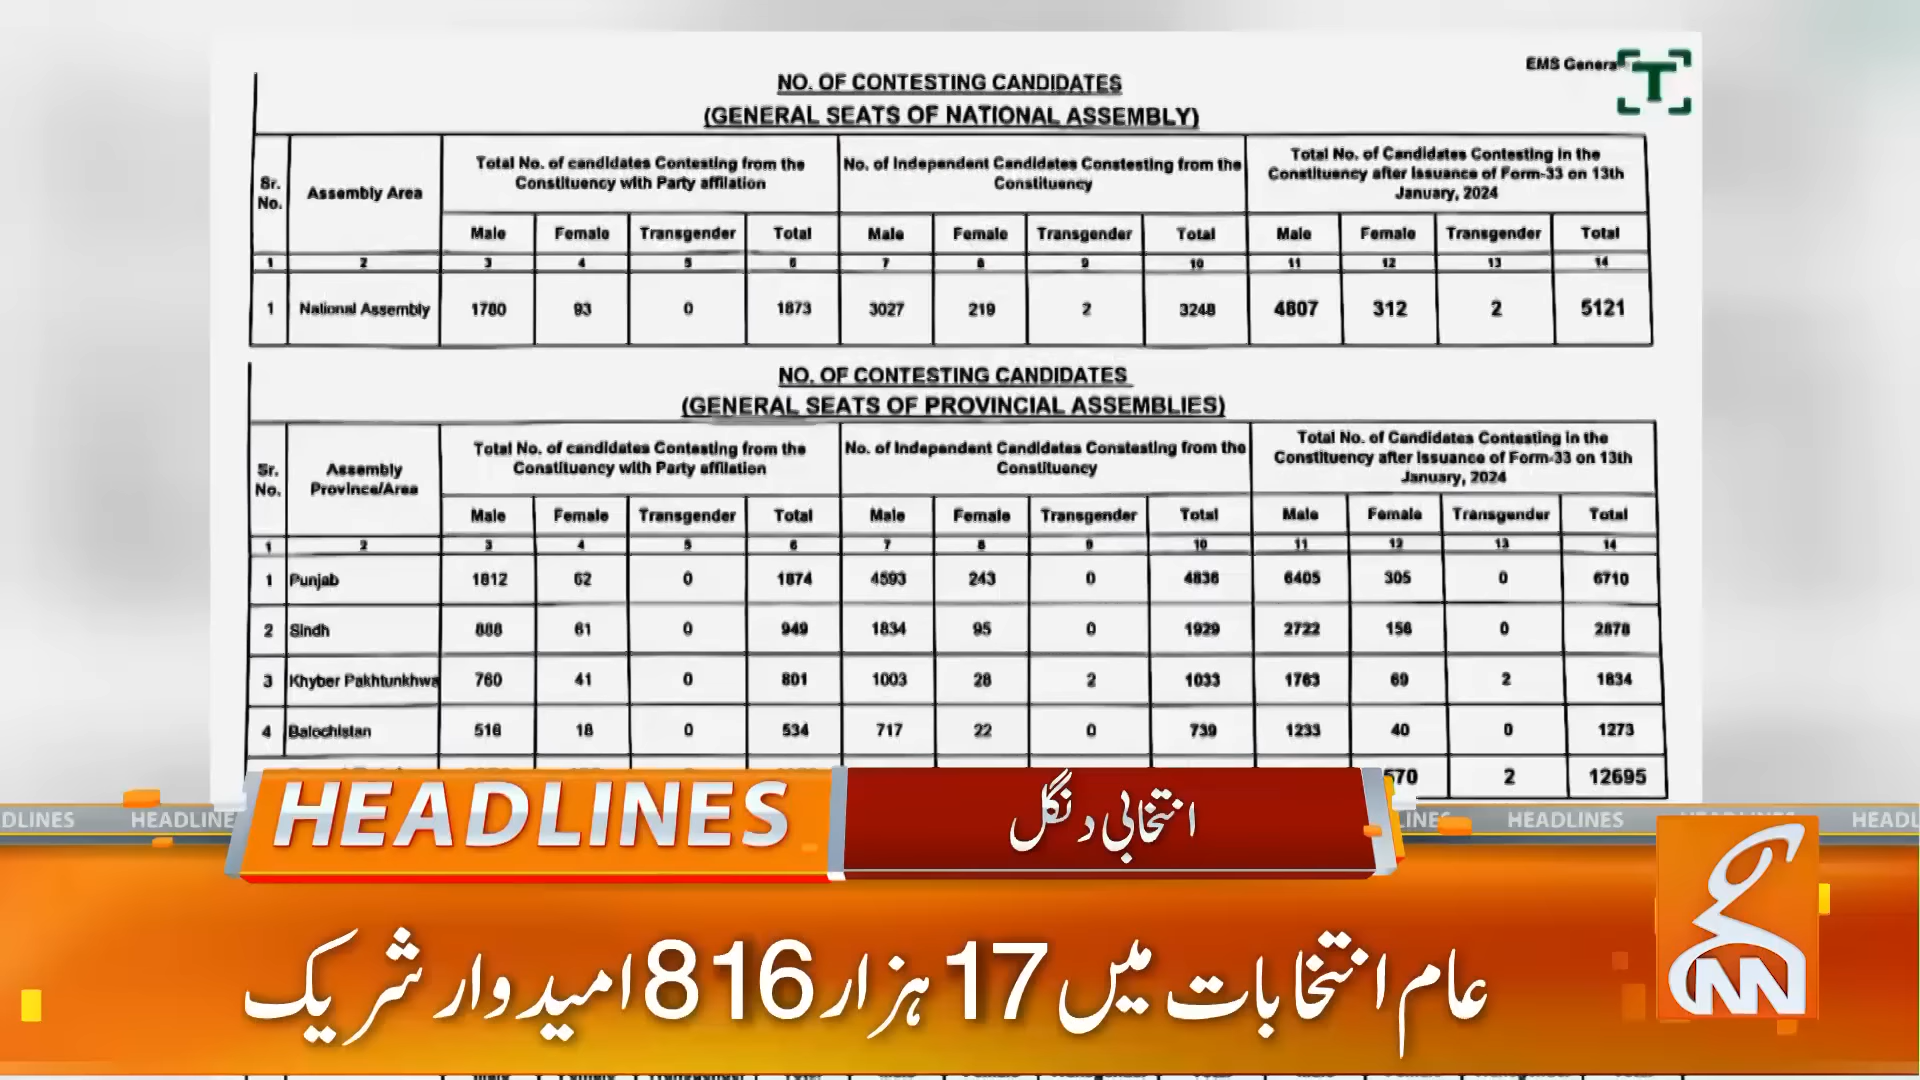 EMS Genera
T
NO. OF CONTESTING CANDIDATES
(GENERAL SEATS OF NATIONAL ASSEMBLY)
Sr. No. Assembly Area Total No. of candidates Contesting from the Constituency with Party affilation No. of Independent Candidates Constesting from the Constituency Total No. of Candidates Contesting in the Constituency after Issuance of Form-33 on 13th January, 2024
Male Female Transgender Total Male Female Transgender Total Male Female Transgender Total
1 2 3 4 5 6 7 8 9 10 11 12 13 14
1 National Assembly 1780 93 0 1873 3027 219 2 3248 4807 312 2 5121
NO. OF CONTESTING CANDIDATES
(GENERAL SEATS OF PROVINCIAL ASSEMBLIES)
Sr. No. Assembly Province/Area Total No. of candidates Contesting from the Constituency with Party affilation No. of Independent Candidates Constesting from the Constituency Total No. of Candidates Contesting in the Constituency after Issuance of Form-33 on 13th January, 2024
Male Female Transgender Total Male Female Transgender Total Male Female Transgender Total
1 2 3 4 5 6 7 8 9 10 11 12 13 14
1 Punjab 1812 62 0 1874 4593 243 0 4836 6405 305 0 6710
2 Sindh 888 61 0 949 1834 95 0 1929 2722 156 0 2878
3 Khyber Pakhtunkhwa 760 41 0 801 1003 28 2 1033 1763 69 2 1834
4 Balochistan 516 18 0 534 717 22 0 739 1233 40 0 1273
570 2 12695
HEADLINES
انتخابی دنگل
DLINES HEADLINE LINES HEADLINES HEADL
عام انتخابات میں 17 ہزار 816 امیدوار شریک
GNN